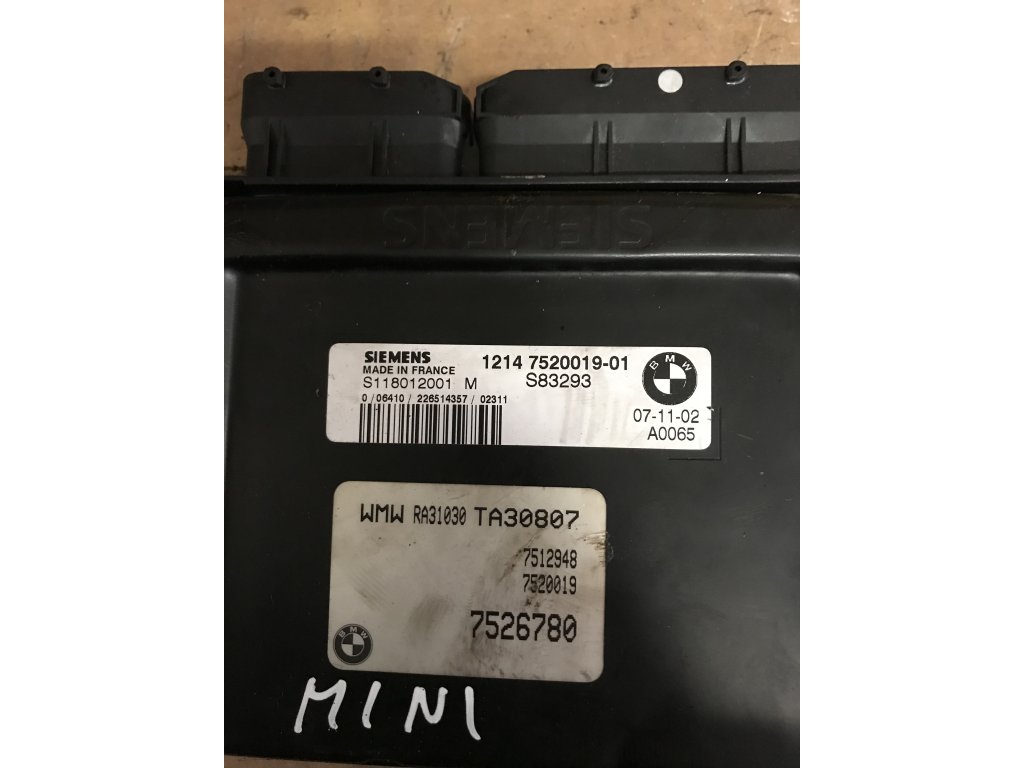 SIEMENS
SIEMENS 1214 7520019-01
MADE IN FRANCE
S118012001 M S83293
0/06410/226514357/02311
BMW
07-11-02
A0065
WMW RA31030 TA30807
7512948
7520019
7526780
BMW
MINI